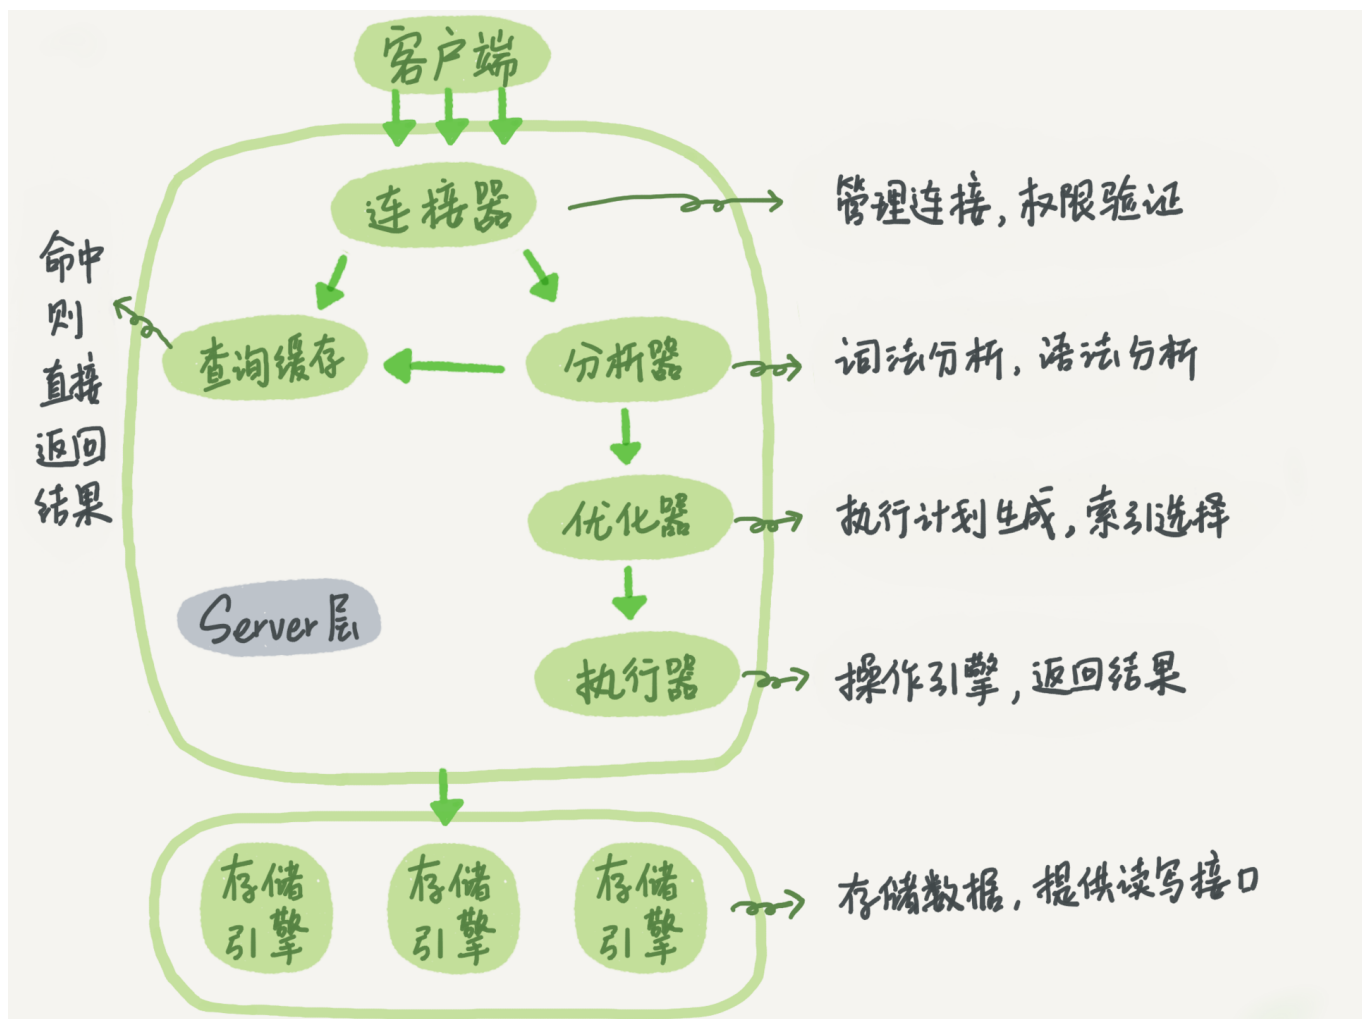 客户端
连接器
管理连接,权限验证
命中
则
直接
返回
结果
查询缓存
分析器
词法分析,语法分析
优化器
执行计划生成,索引选择
Server层
执行器
操作引擎,返回结果
存储
引擎
存储
引擎
存储
引擎
存储数据,提供读写接口